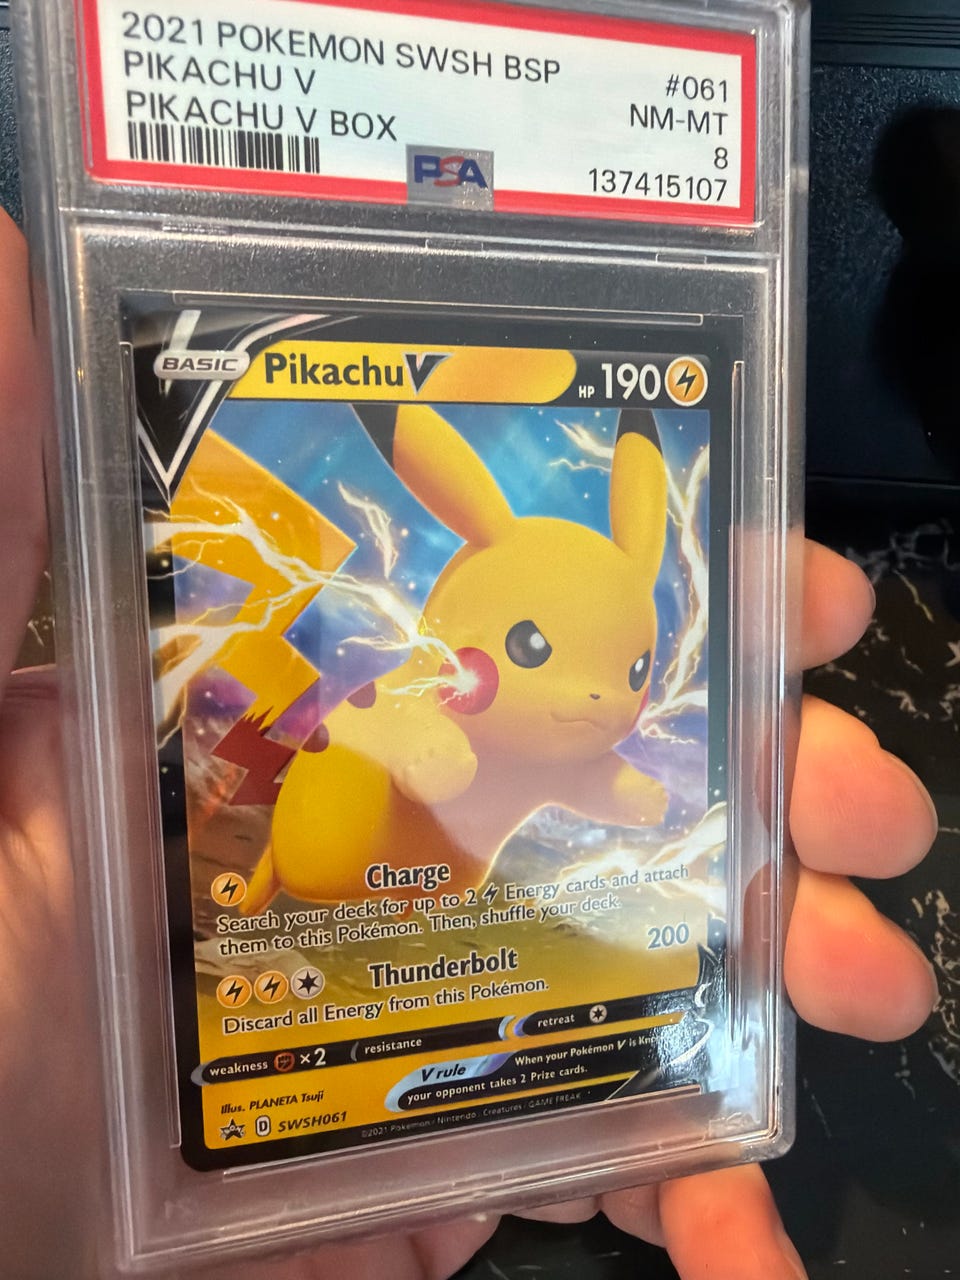 2021 POKEMON SWSH BSP
#061
PIKACHU V
NM-MT
PIKACHU V BOX
8
PSA
137415107
BASIC
Pikachu V
HP 190
Charge
Search your deck for up to 2 Energy cards and attach
them to this Pokémon. Then, shuffle your deck.
Thunderbolt
200
Discard all Energy from this Pokémon.
weakness ×2
resistance
retreat
V rule
When your Pokémon V is
your opponent takes 2 Prize cards.
Illus. PLANETA Tsuji
D SWSH061
©2021 Pokémon / Nintendo / Creatures / GAME FREAK